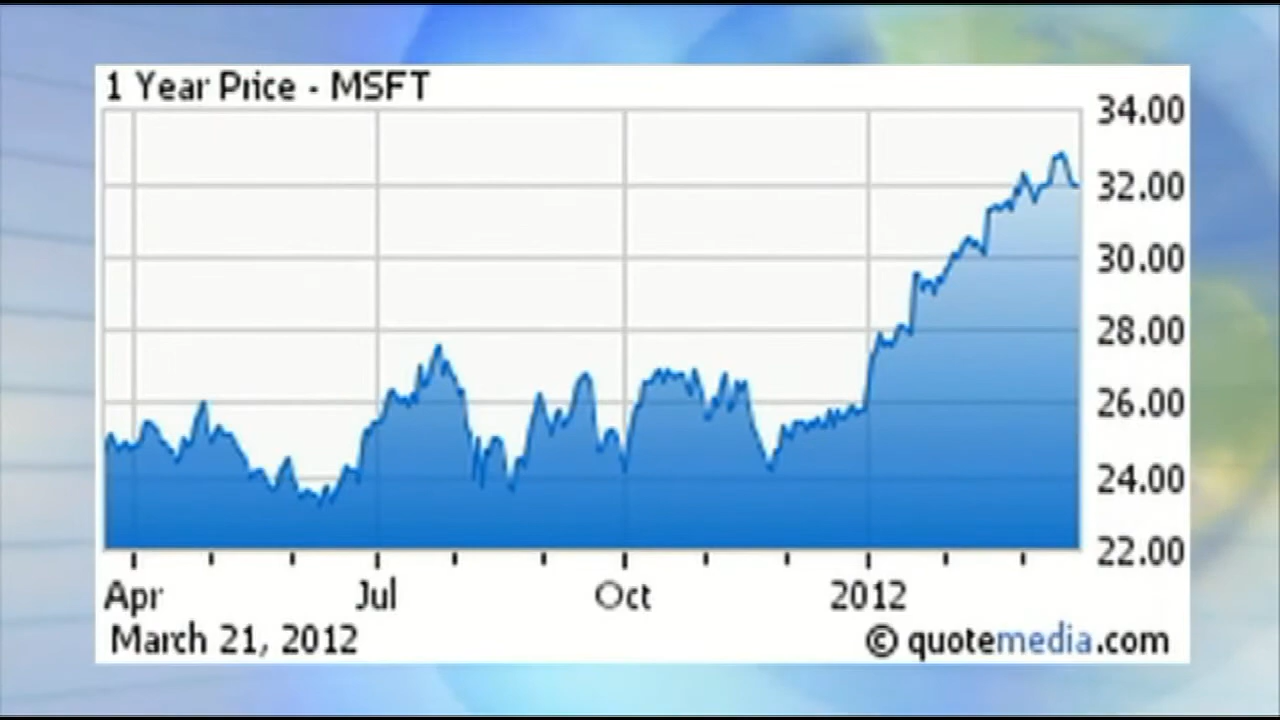 1 Year Price - MSFT
34.00
32.00
30.00
28.00
26.00
24.00
22.00
Apr Jul Oct 2012
March 21, 2012
© quotemedia.com